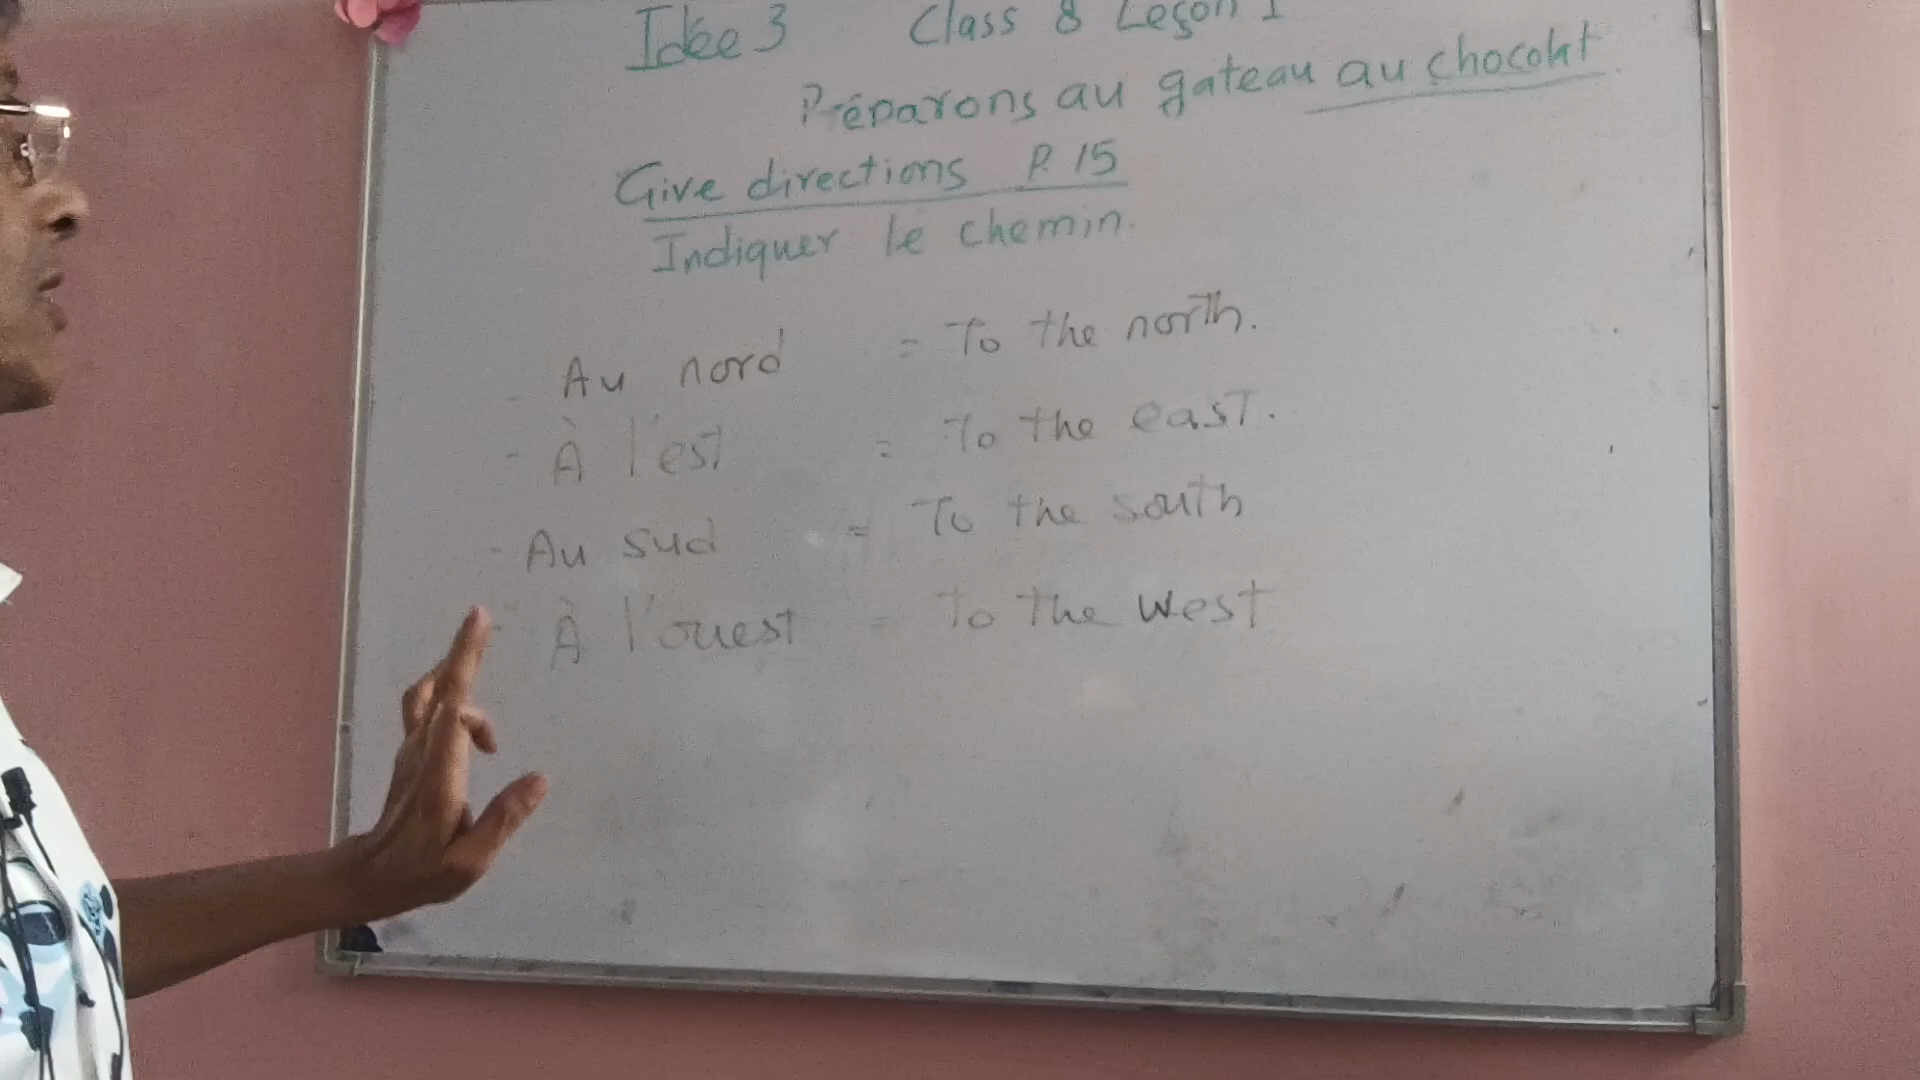 Idée 3 Class 8 Leçon 1
Préparons au gateau au chocolat
Give directions P. 15
Indiquer le chemin.
- Au nord = To the north.
- À l'est = To the east.
- Au sud = To the south
- À l'ouest = To the west